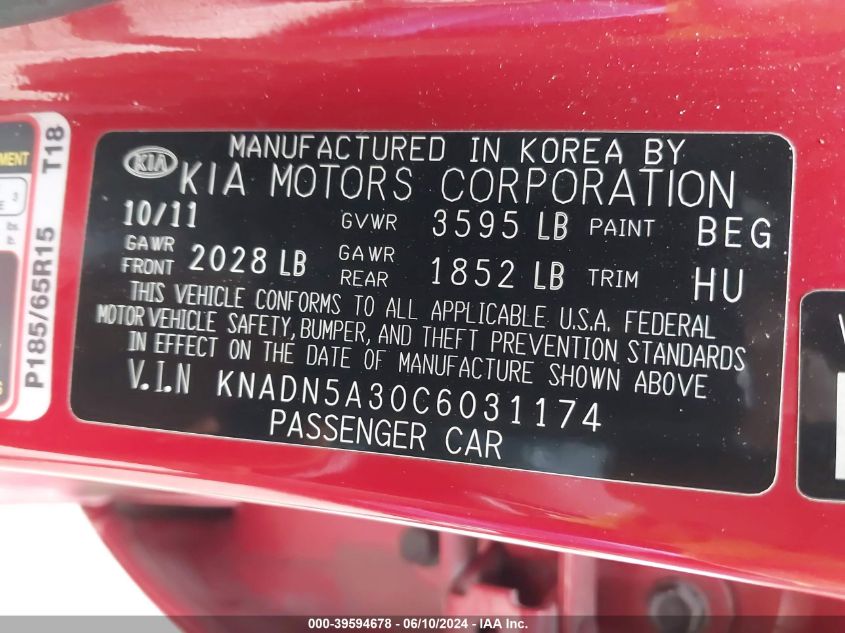 MANUFACTURED IN KOREA BY
KIA KIA MOTORS CORPORATION
10/11 GVWR 3595 LB PAINT BEG
GAWR FRONT 2028 LB GAWR REAR 1852 LB TRIM HU
THIS VEHICLE CONFORMS TO ALL APPLICABLE U.S.A. FEDERAL
MOTOR VEHICLE SAFETY, BUMPER, AND THEFT PREVENTION STANDARDS
IN EFFECT ON THE DATE OF MANUFACTURE SHOWN ABOVE
V.I.N KNADN5A30C6031174
PASSENGER CAR
P185/65R15 T18
000-39594678 - 06/10/2024 - IAA Inc.